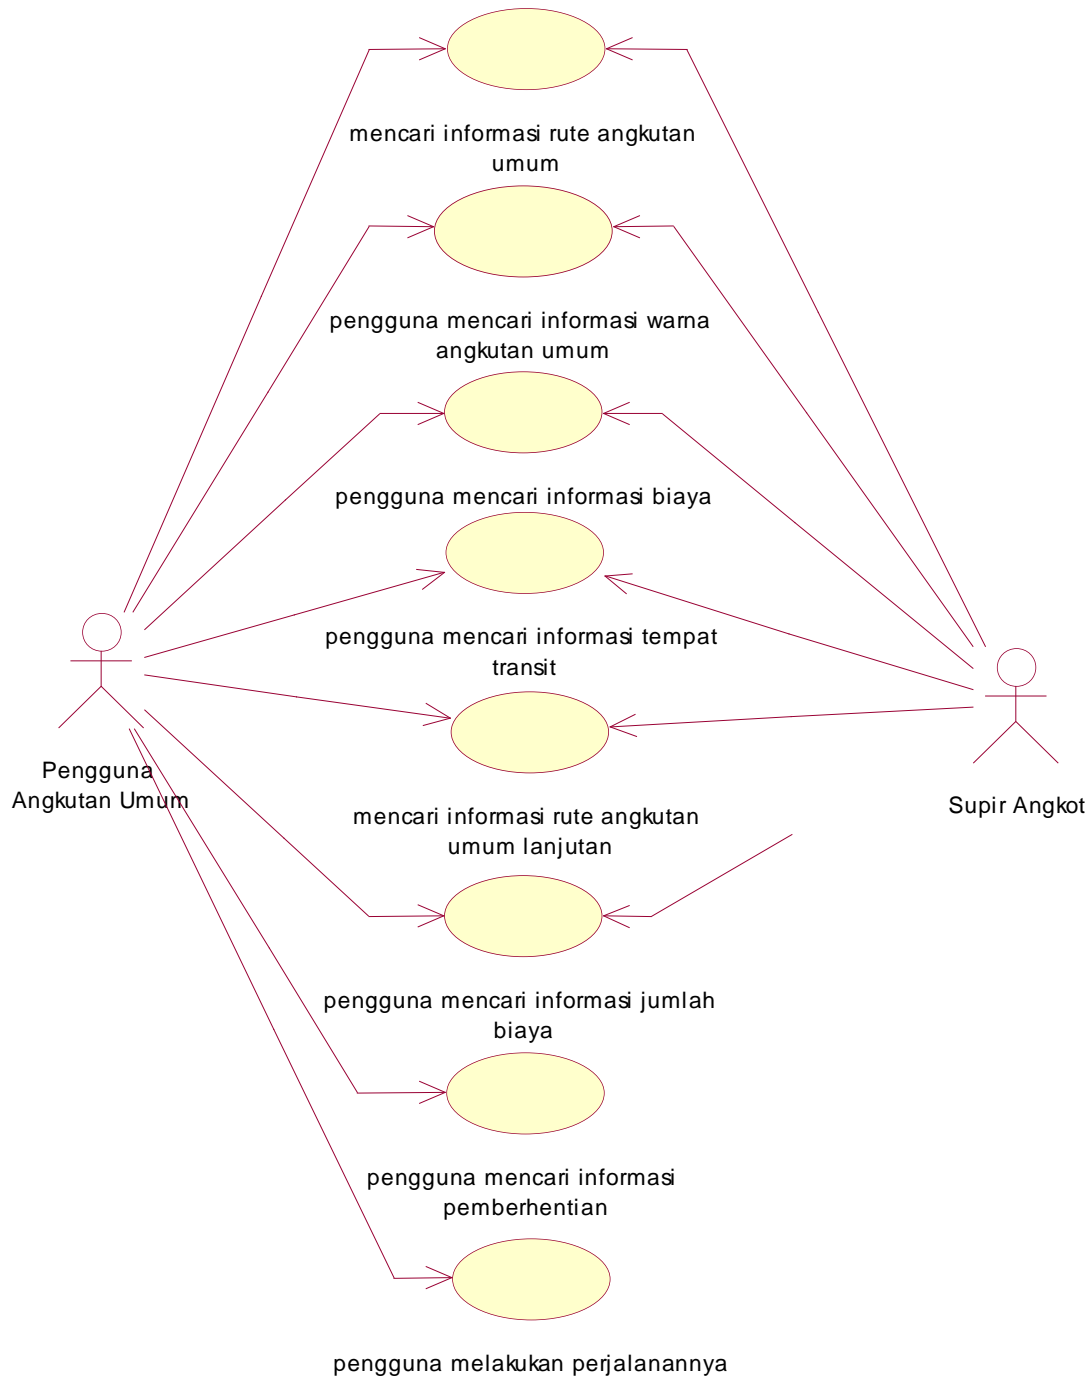 mencari informasi rute angkutan
umum
pengguna mencari informasi warna
angkutan umum
pengguna mencari informasi biaya
pengguna mencari informasi tempat
transit
Pengguna
Angkutan Umum
Supir Angkot
mencari informasi rute angkutan
umum lanjutan
pengguna mencari informasi jumlah
biaya
pengguna mencari informasi
pemberhentian
pengguna melakukan perjalanannya